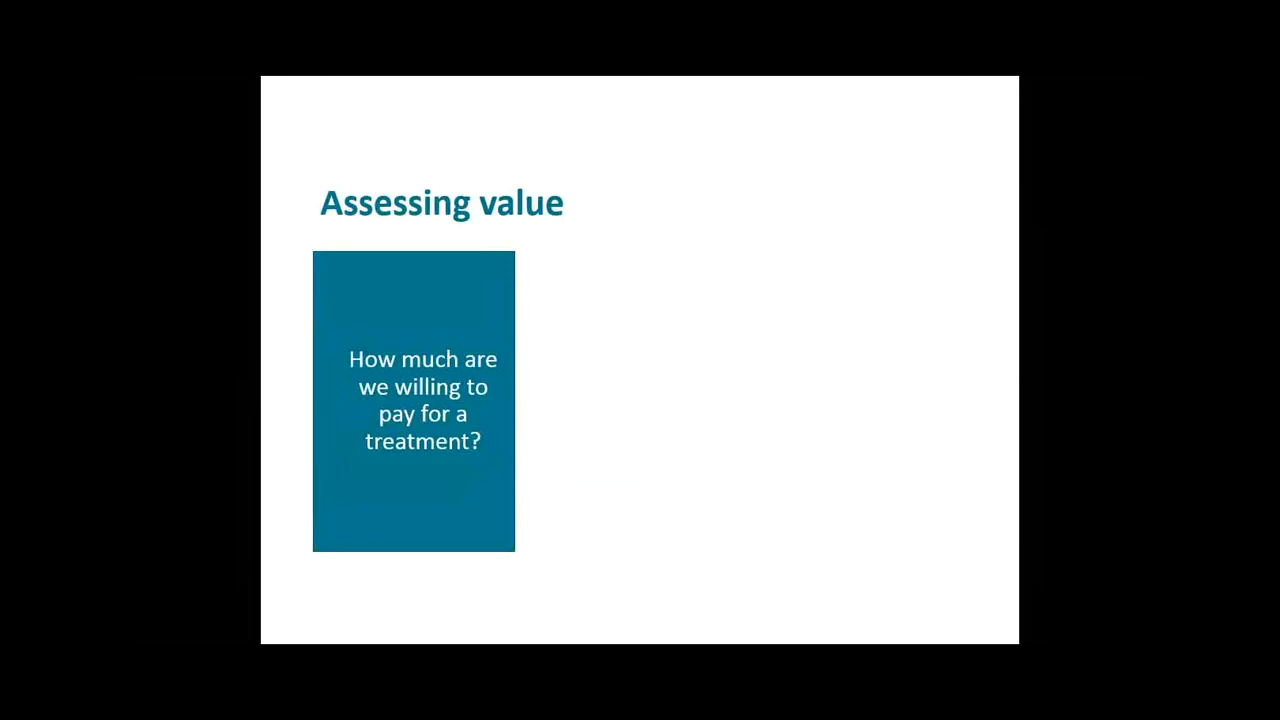 Assessing value
How much are
we willing to
pay for a
treatment?